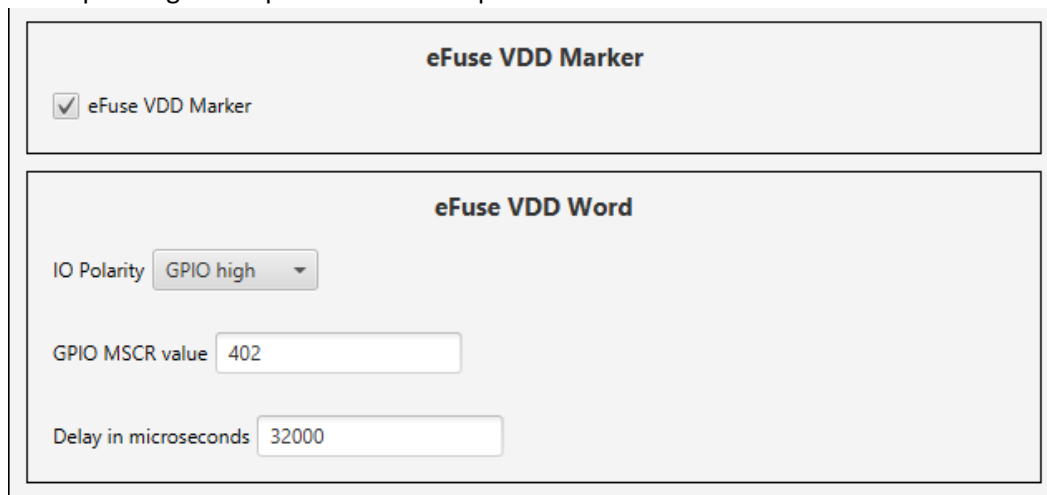 eFuse VDD Marker
eFuse VDD Marker
eFuse VDD Word
IO Polarity GPIO high
GPIO MSCR value 402
Delay in microseconds 32000